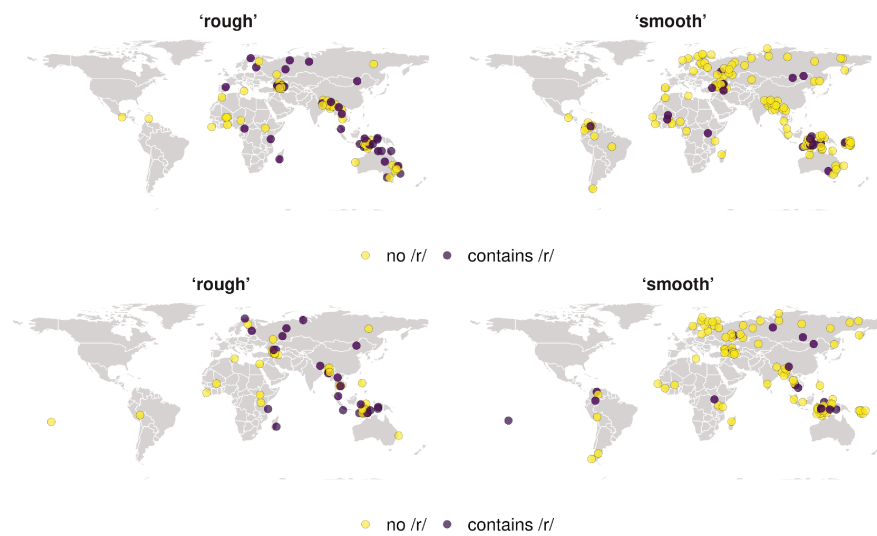 ‘rough’ ‘smooth’
no /r/ contains /r/
‘rough’ ‘smooth’
no /r/ contains /r/